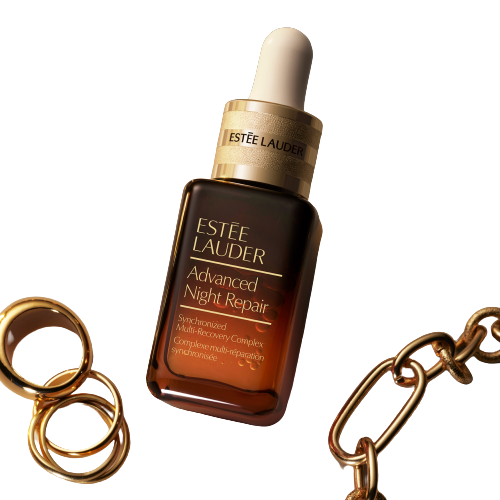 ESTĒE LAUDER
ESTĒE
LAUDER
Advanced
Night Repair
Synchronized
Multi-Recovery Complex
Complexe multi-réparation
synchronisée